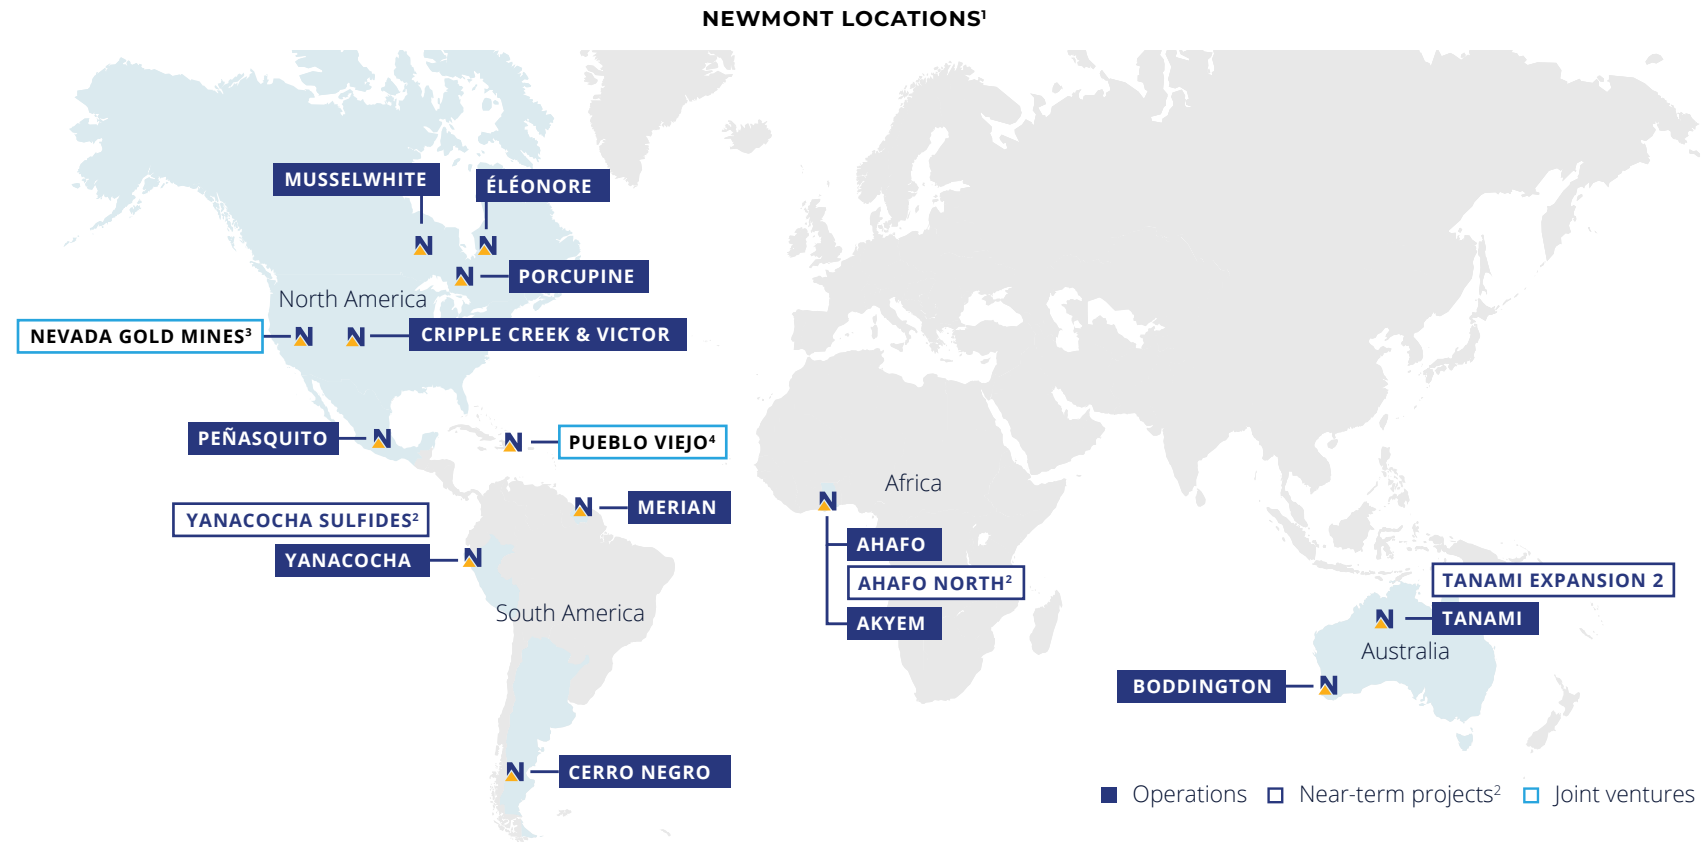 NEWMONT LOCATIONS¹
MUSSELWHITE
ÉLÉONORE
PORCUPINE
North America
NEVADA GOLD MINES³
CRIPPLE CREEK & VICTOR
PEÑASQUITO
PUEBLO VIEJO⁴
Africa
MERIAN
YANACOCHA SULFIDES²
YANACOCHA
AHAFO
AHAFO NORTH²
AKYEM
South America
TANAMI EXPANSION 2
TANAMI
Australia
BODDINGTON
CERRO NEGRO
Operations Near-term projects² Joint ventures